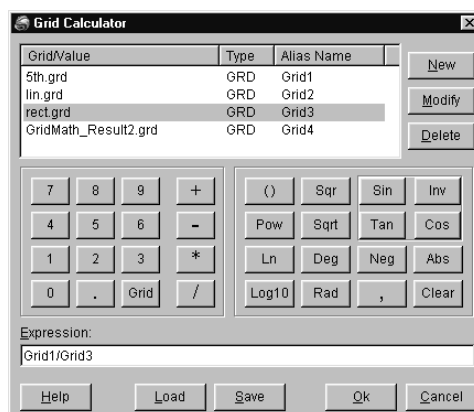 Grid Calculator
Grid/Value Type Alias Name
5th.grd GRD Grid1
lin.grd GRD Grid2
rect.grd GRD Grid3
GridMath_Result2.grd GRD Grid4
New
Modify
Delete
7 8 9 +
4 5 6 -
1 2 3 *
0 . Grid /
() Sqr Sin Inv
Pow Sqrt Tan Cos
Ln Deg Neg Abs
Log10 Rad , Clear
Expression:
Grid1/Grid3
Help Load Save Ok Cancel